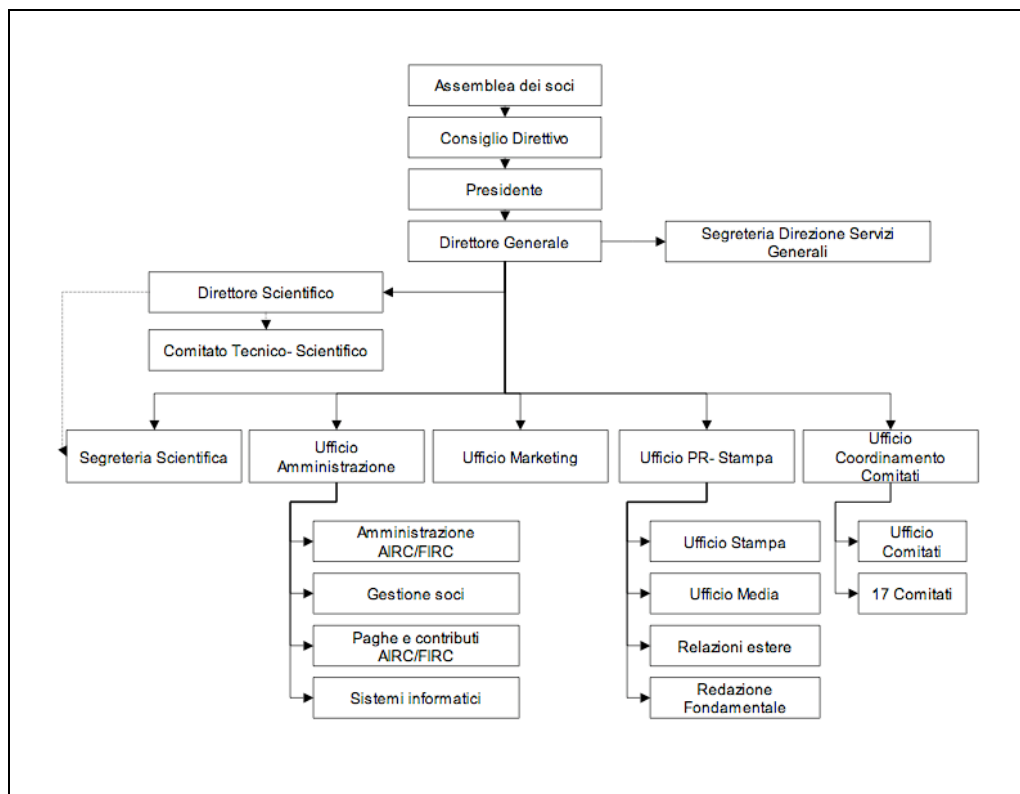 Assemblea dei soci
Consiglio Direttivo
Presidente
Direttore Generale
Segreteria Direzione Servizi
Generali
Direttore Scientifico
Comitato Tecnico- Scientifico
Segreteria Scientifica
Ufficio
Amministrazione
Ufficio Marketing
Ufficio PR- Stampa
Ufficio
Coordinamento
Comitati
Amministrazione
AIRC/FIRC
Gestione soci
Paghe e contributi
AIRC/FIRC
Sistemi informatici
Ufficio Stampa
Ufficio Media
Relazioni estere
Redazione
Fondamentale
Ufficio
Comitati
17 Comitati